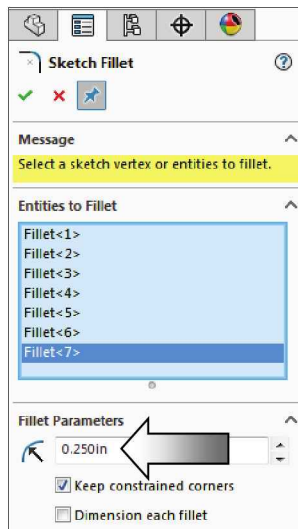 Sketch Fillet
Message
Select a sketch vertex or entities to fillet.
Entities to Fillet
Fillet<1>
Fillet<2>
Fillet<3>
Fillet<4>
Fillet<5>
Fillet<6>
Fillet<7>
Fillet Parameters
0.250in
Keep constrained corners
Dimension each fillet